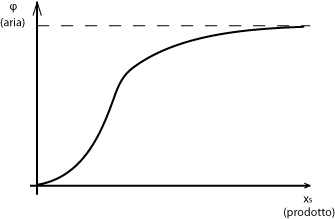 φ
(aria)
xs
(prodotto)